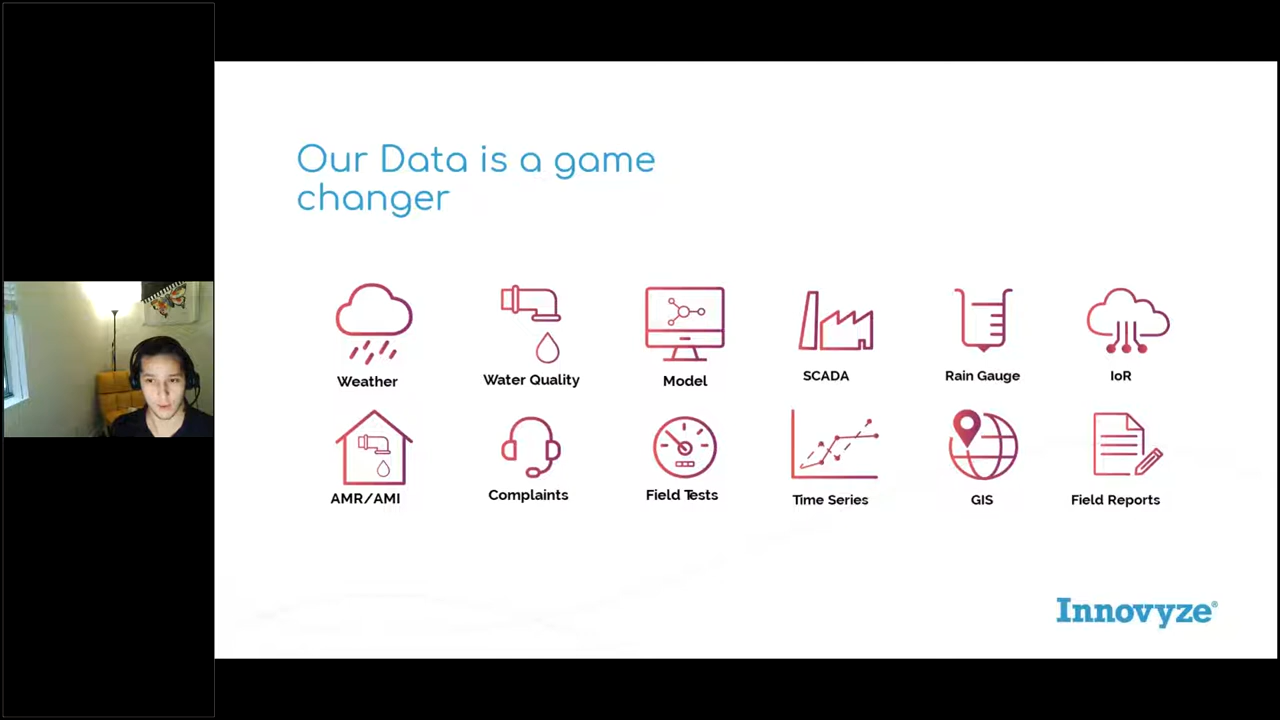 Our Data is a game
changer
Weather
Water Quality
Model
SCADA
Rain Gauge
IoR
AMR/AMI
Complaints
Field Tests
Time Series
GIS
Field Reports
Innovyze®